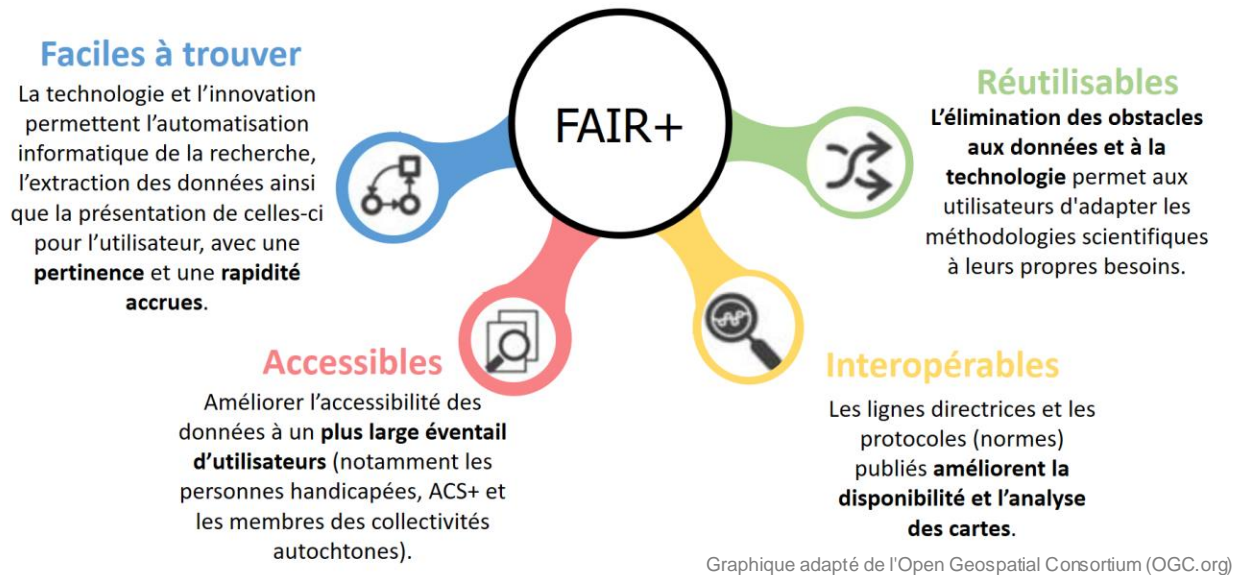 FAIR+
Faciles à trouver
La technologie et l’innovation
permettent l’automatisation
informatique de la recherche,
l’extraction des données ainsi
que la présentation de celles-ci
pour l’utilisateur, avec une
pertinence et une rapidité
accrues.
Accessibles
Améliorer l’accessibilité des
données à un plus large éventail
d’utilisateurs (notamment les
personnes handicapées, ACS+ et
les membres des collectivités
autochtones).
Interopérables
Les lignes directrices et les
protocoles (normes)
publiés améliorent la
disponibilité et l’analyse
des cartes.
Réutilisables
L’élimination des obstacles
aux données et à la
technologie permet aux
utilisateurs d'adapter les
méthodologies scientifiques
à leurs propres besoins.
Graphique adapté de l'Open Geospatial Consortium (OGC.org)